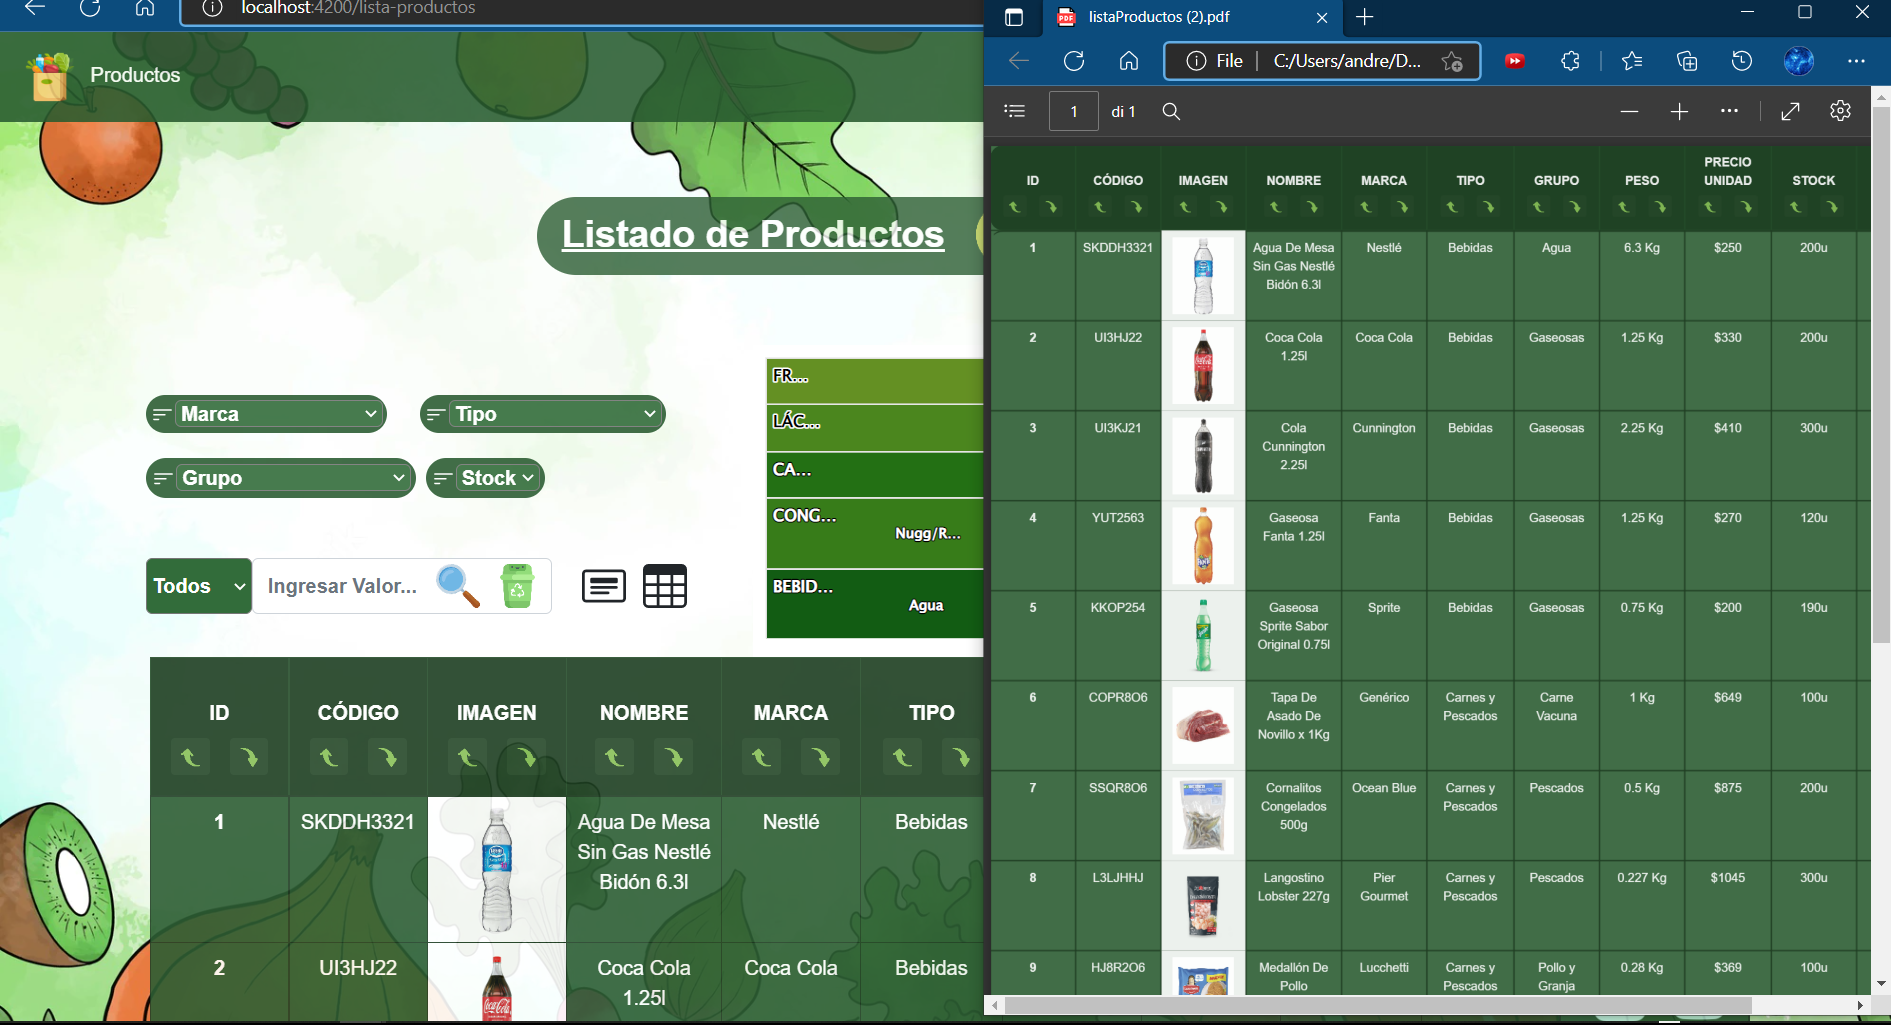 localhost:4200/lista-productos
Productos
Listado de Productos
Marca
Tipo
Grupo
Stock
Todos
Ingresar Valor...
FR...
LÁC...
CA...
CONG...
Nugg/R...
BEBID...
Agua
ID CÓDIGO IMAGEN NOMBRE MARCA TIPO
1 SKDDH3321 Agua De Mesa Nestlé Bebidas
Sin Gas Nestlé
Bidón 6.3l
2 UI3HJ22 Coca Cola Coca Cola Bebidas
1.25l
listaProductos (2).pdf
File C:/Users/andre/D...
1 di 1
PRECIO
ID CÓDIGO IMAGEN NOMBRE MARCA TIPO GRUPO PESO UNIDAD STOCK
1 SKDDH3321 Agua De Mesa Nestlé Bebidas Agua 6.3 Kg $250 200u
Sin Gas Nestlé
Bidón 6.3l
2 UI3HJ22 Coca Cola Coca Cola Bebidas Gaseosas 1.25 Kg $330 200u
1.25l
3 UI3KJ21 Cola Cunnington Bebidas Gaseosas 2.25 Kg $410 300u
Cunnington
2.25l
4 YUT2563 Gaseosa Fanta Bebidas Gaseosas 1.25 Kg $270 120u
Fanta 1.25l
5 KKOP254 Gaseosa Sprite Bebidas Gaseosas 0.75 Kg $200 190u
Sprite Sabor
Original 0.75l
6 COPR8O6 Tapa De Genérico Carnes y Carne 1 Kg $649 100u
Asado De Pescados Vacuna
Novillo x 1Kg
7 SSQR8O6 Cornalitos Ocean Blue Carnes y Pescados 0.5 Kg $875 200u
Congelados Pescados
500g
8 L3LJHHJ Langostino Pier Carnes y Pescados 0.227 Kg $1045 300u
Lobster 227g Gourmet Pescados
9 HJ8R2O6 Medallón De Lucchetti Carnes y Pollo y 0.28 Kg $369 100u
Pollo Pescados Granja